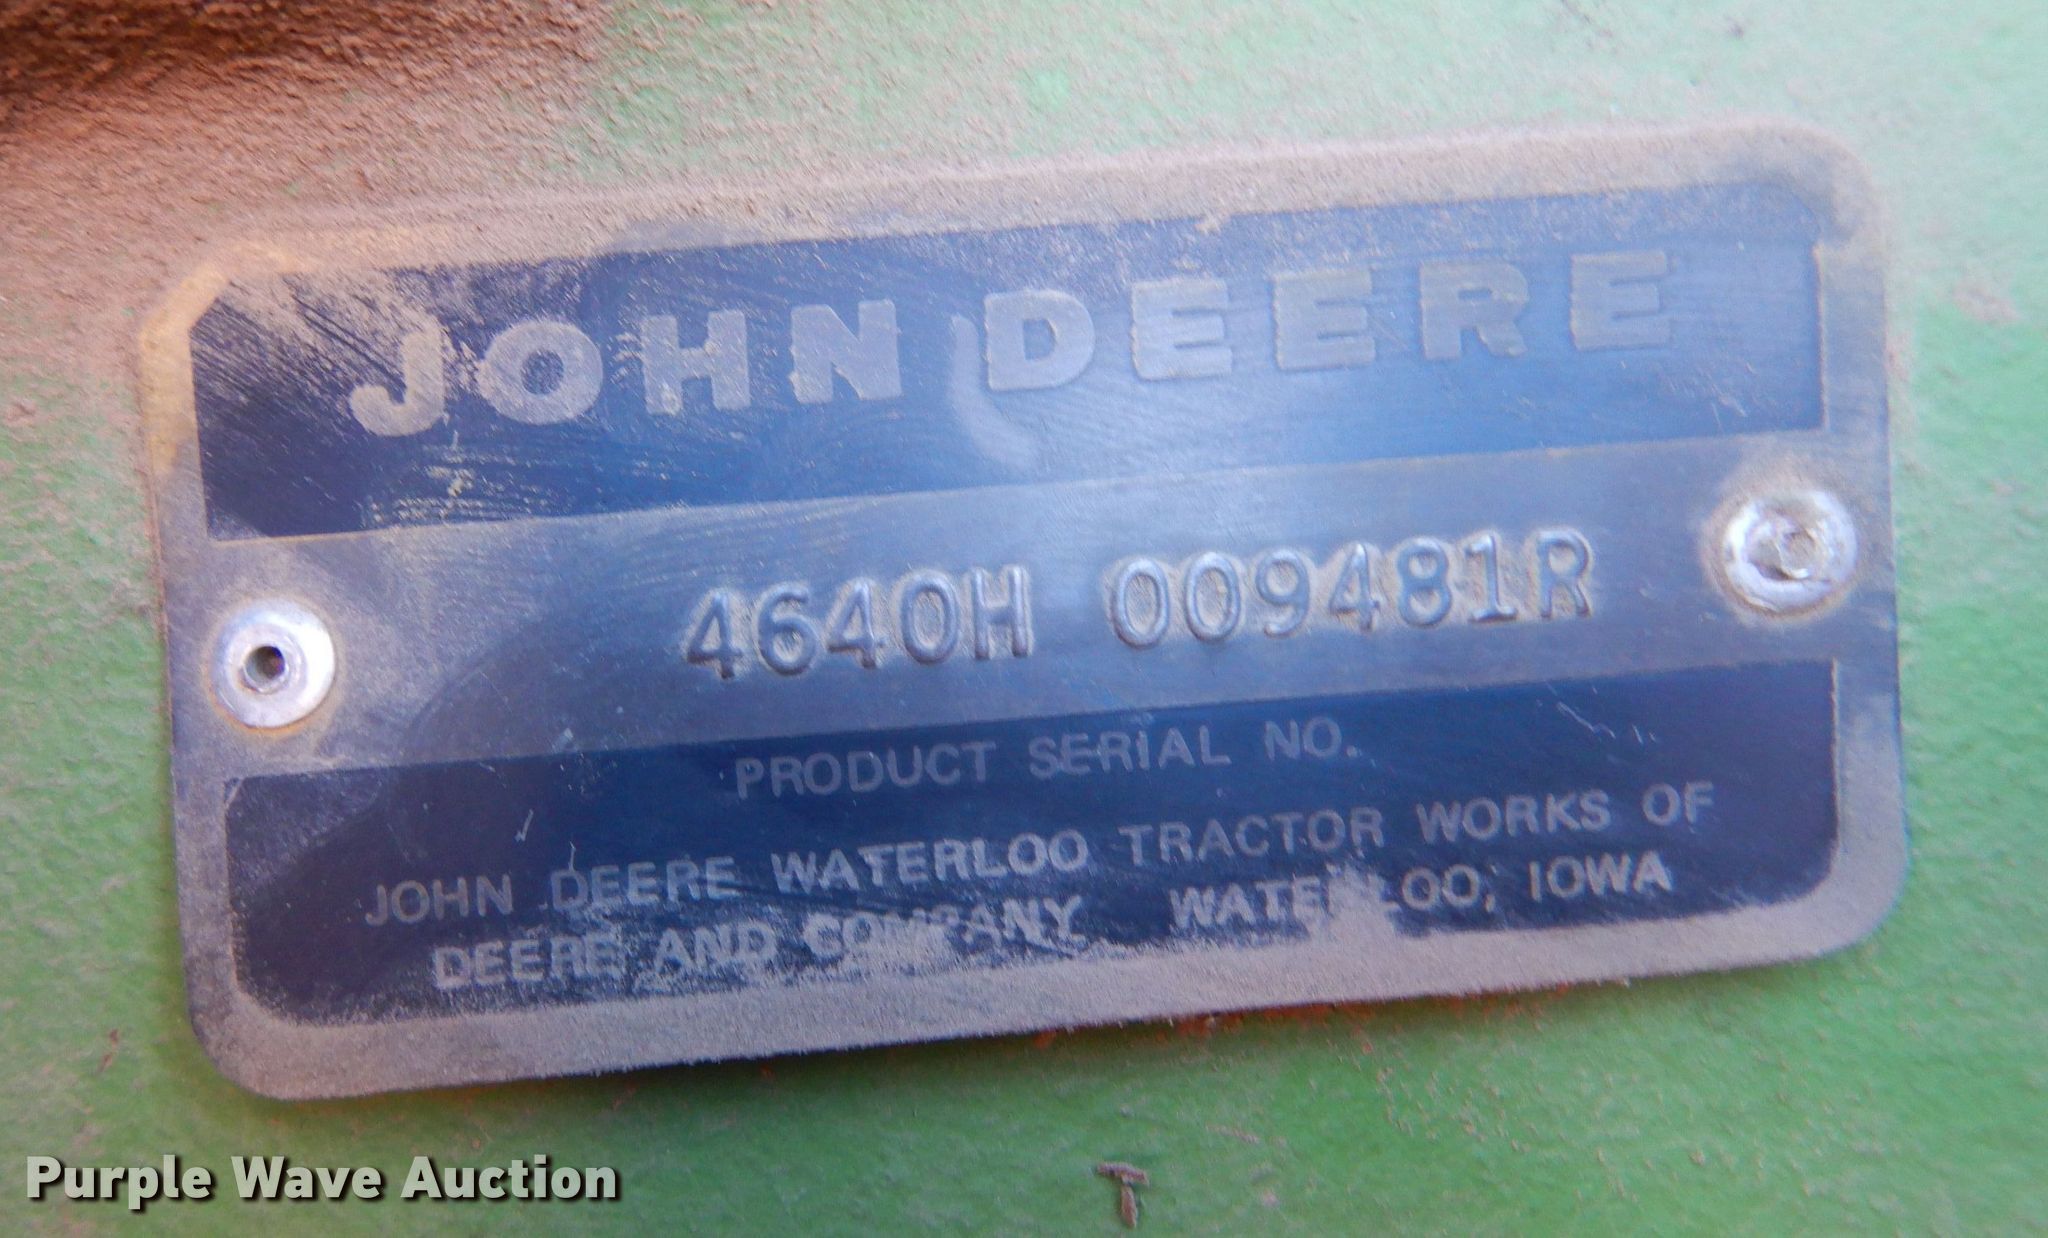 JOHN DEERE
4640H 009481R
PRODUCT SERIAL NO.
JOHN DEERE WATERLOO TRACTOR WORKS OF
DEERE AND COMPANY WATERLOO, IOWA
Purple Wave Auction